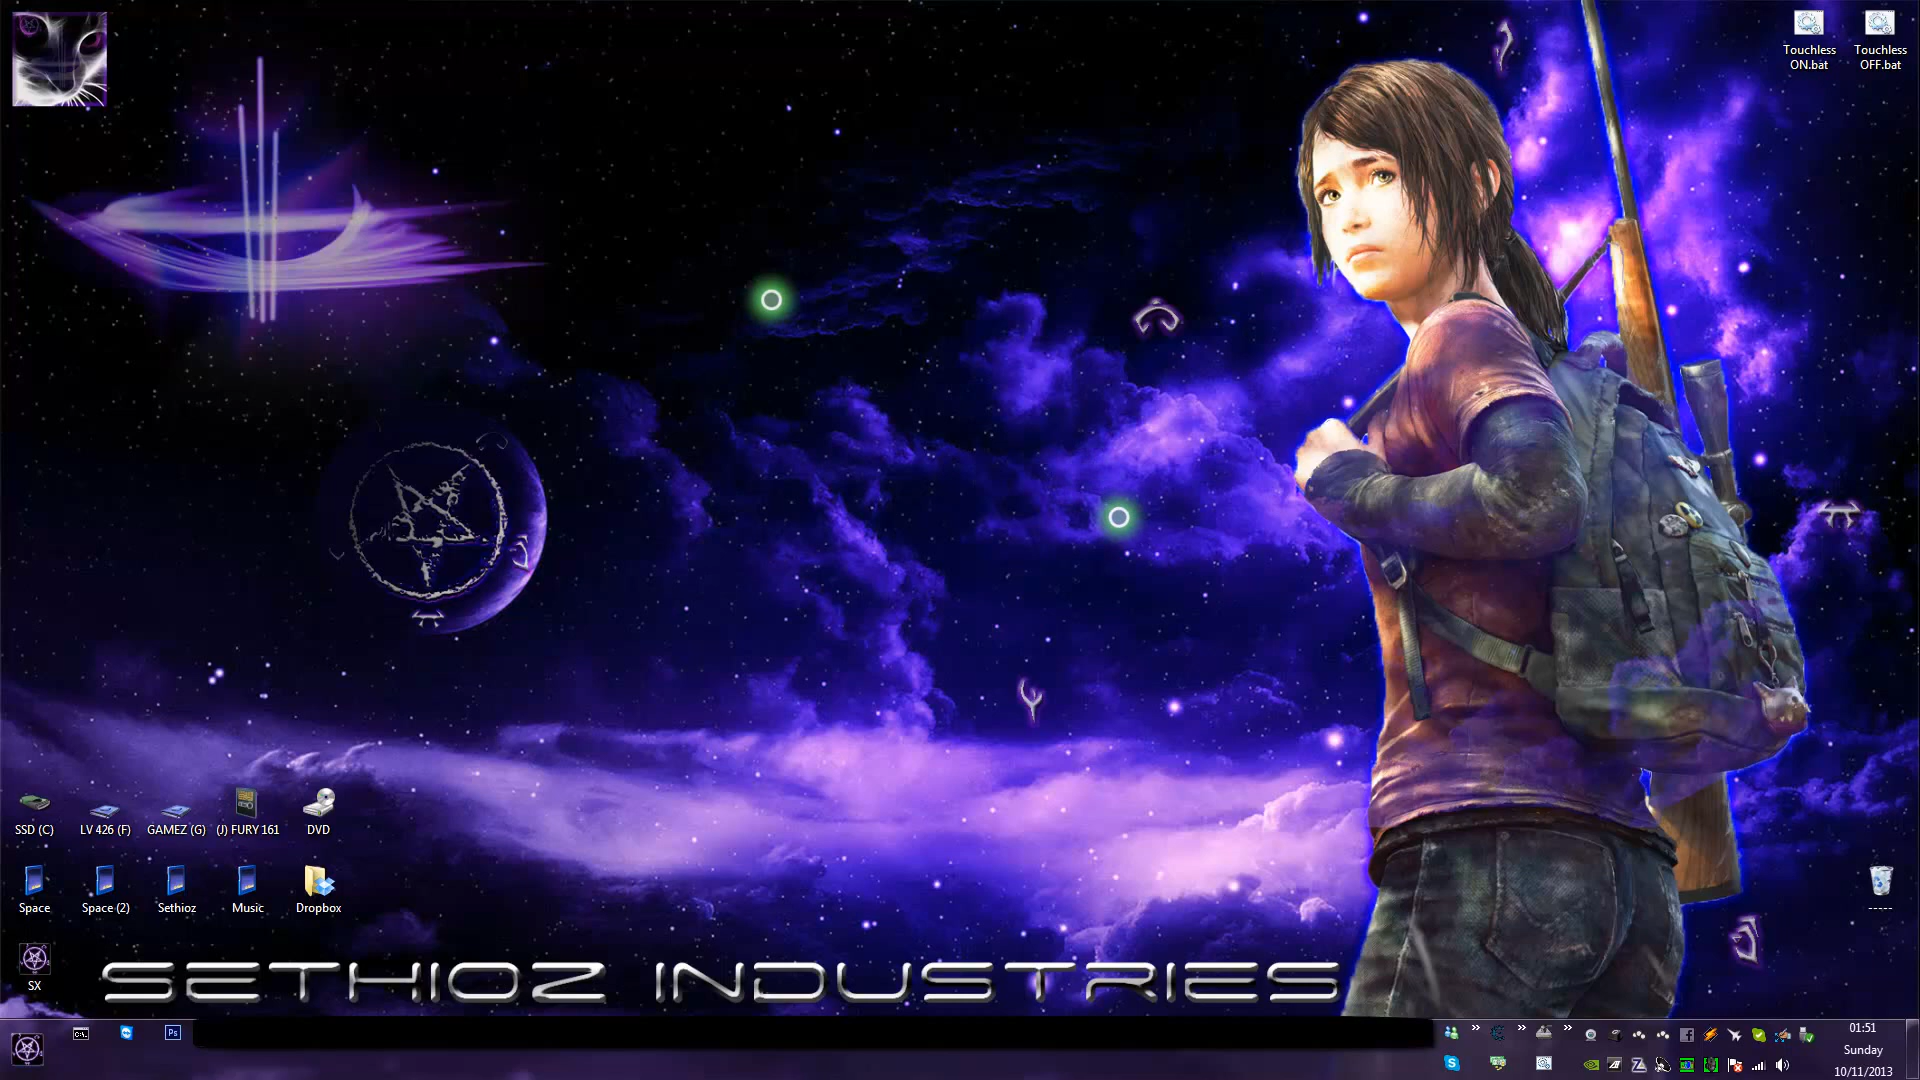 Touchless
ON.bat
Touchless
OFF.bat
SSD (C)
LV 426 (F)
GAMEZ (G)
(J) FURY 161
DVD
Space
Space (2)
Sethioz
Music
Dropbox
-----
SX
SETHIOZ INDUSTRIES
C:\.
Ps
01:51
Sunday
10/11/2013